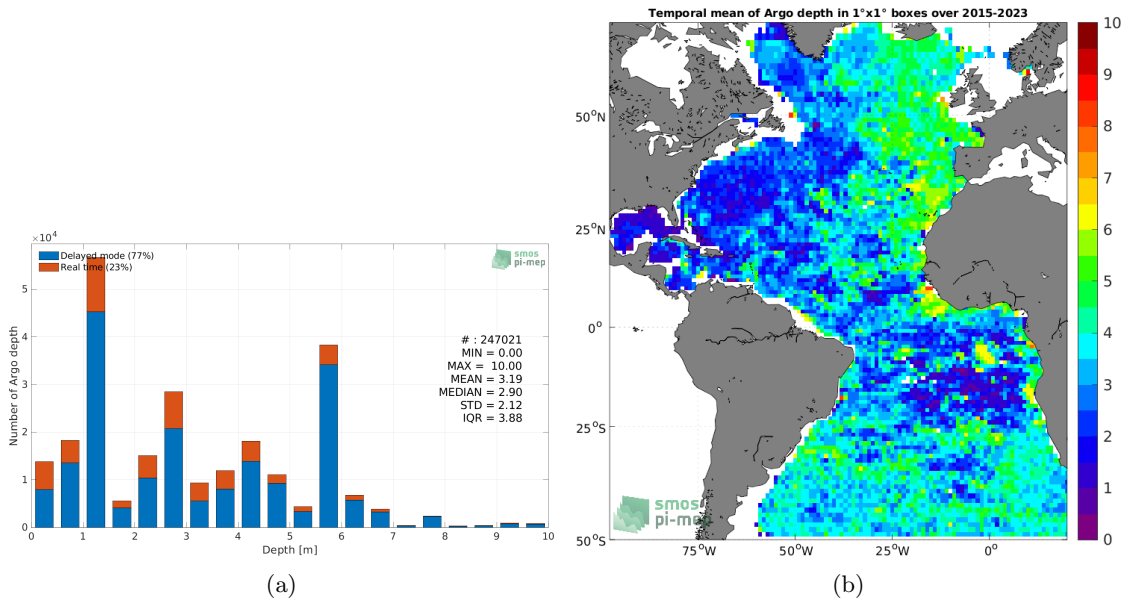 ×10⁴
Delayed mode (77%)
Real time (23%)
smos
pi-mep
# : 247021
MIN = 0.00
MAX = 10.00
MEAN = 3.19
MEDIAN = 2.90
STD = 2.12
IQR = 3.88
Number of Argo depth
5
4
3
2
1
0
0 1 2 3 4 5 6 7 8 9 10
Depth [m]
(a)
Temporal mean of Argo depth in 1°x1° boxes over 2015-2023
50°N
25°N
0°
25°S
50°S
75°W 50°W 25°W 0°
smos
pi-mep
10
9
8
7
6
5
4
3
2
1
0
(b)